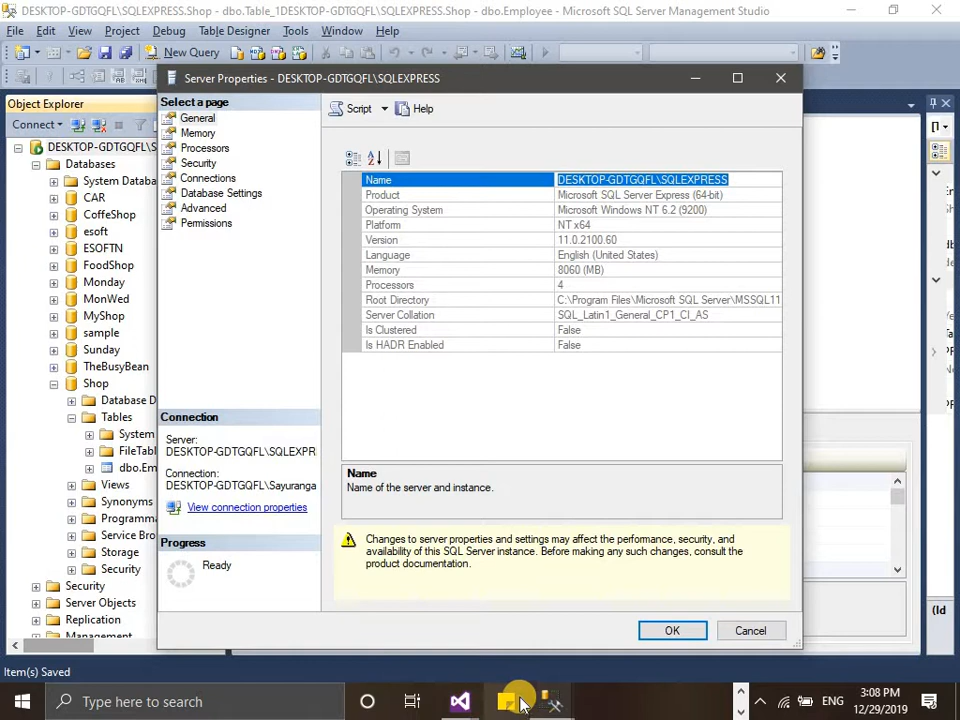 DESKTOP-GDTGQFL\SQLEXPRESS.Shop - dbo.Table_1DESKTOP-GDTGQFL\SQLEXPRESS.Shop - dbo.Employee - Microsoft SQL Server Management Studio
File Edit View Project Debug Table Designer Tools Window Help
New Query
Server Properties - DESKTOP-GDTGQFL\SQLEXPRESS
Object Explorer
Connect
DESKTOP-GDTGQFL\S
Databases
System Databa
CAR
CoffeShop
esoft
ESOFTN
FoodShop
Monday
MonWed
MyShop
sample
Sunday
TheBusyBean
Shop
Database D
Tables
System
FileTabl
dbo.Em
Views
Synonyms
Programm
Service Bro
Storage
Security
Security
Server Objects
Replication
Management
Select a page
General
Memory
Processors
Security
Connections
Database Settings
Advanced
Permissions
Connection
Server:
DESKTOP-GDTGQFL\SQLEXPR
Connection:
DESKTOP-GDTGQFL\Sayuranga
View connection properties
Progress
Ready
Script Help
Name DESKTOP-GDTGQFL\SQLEXPRESS
Product Microsoft SQL Server Express (64-bit)
Operating System Microsoft Windows NT 6.2 (9200)
Platform NT x64
Version 11.0.2100.60
Language English (United States)
Memory 8060 (MB)
Processors 4
Root Directory C:\Program Files\Microsoft SQL Server\MSSQL11
Server Collation SQL_Latin1_General_CP1_CI_AS
Is Clustered False
Is HADR Enabled False
Name
Name of the server and instance.
Changes to server properties and settings may affect the performance, security, and
availability of this SQL Server instance. Before making any such changes, consult the
product documentation.
OK Cancel
(Id
Item(s) Saved
Type here to search
ENG
3:08 PM
12/29/2019